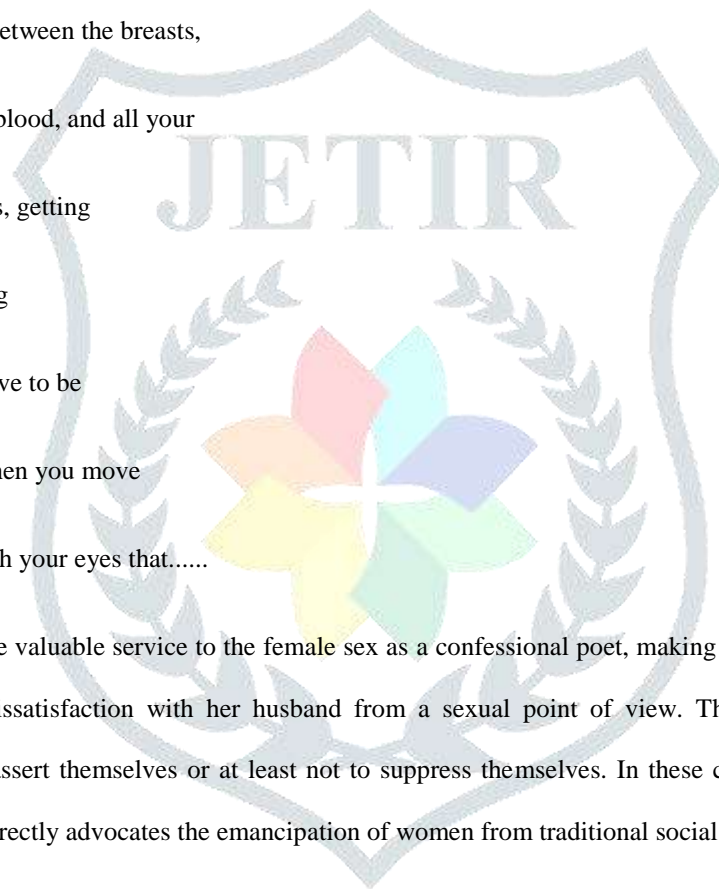 etween the breasts,
JETIR
blood, and all your
s, getting
g
ve to be
hen you move
h your eyes that......
e valuable service to the female sex as a confessional poet, making
issatisfaction with her husband from a sexual point of view. Th
assert themselves or at least not to suppress themselves. In these c
rectly advocates the emancipation of women from traditional social